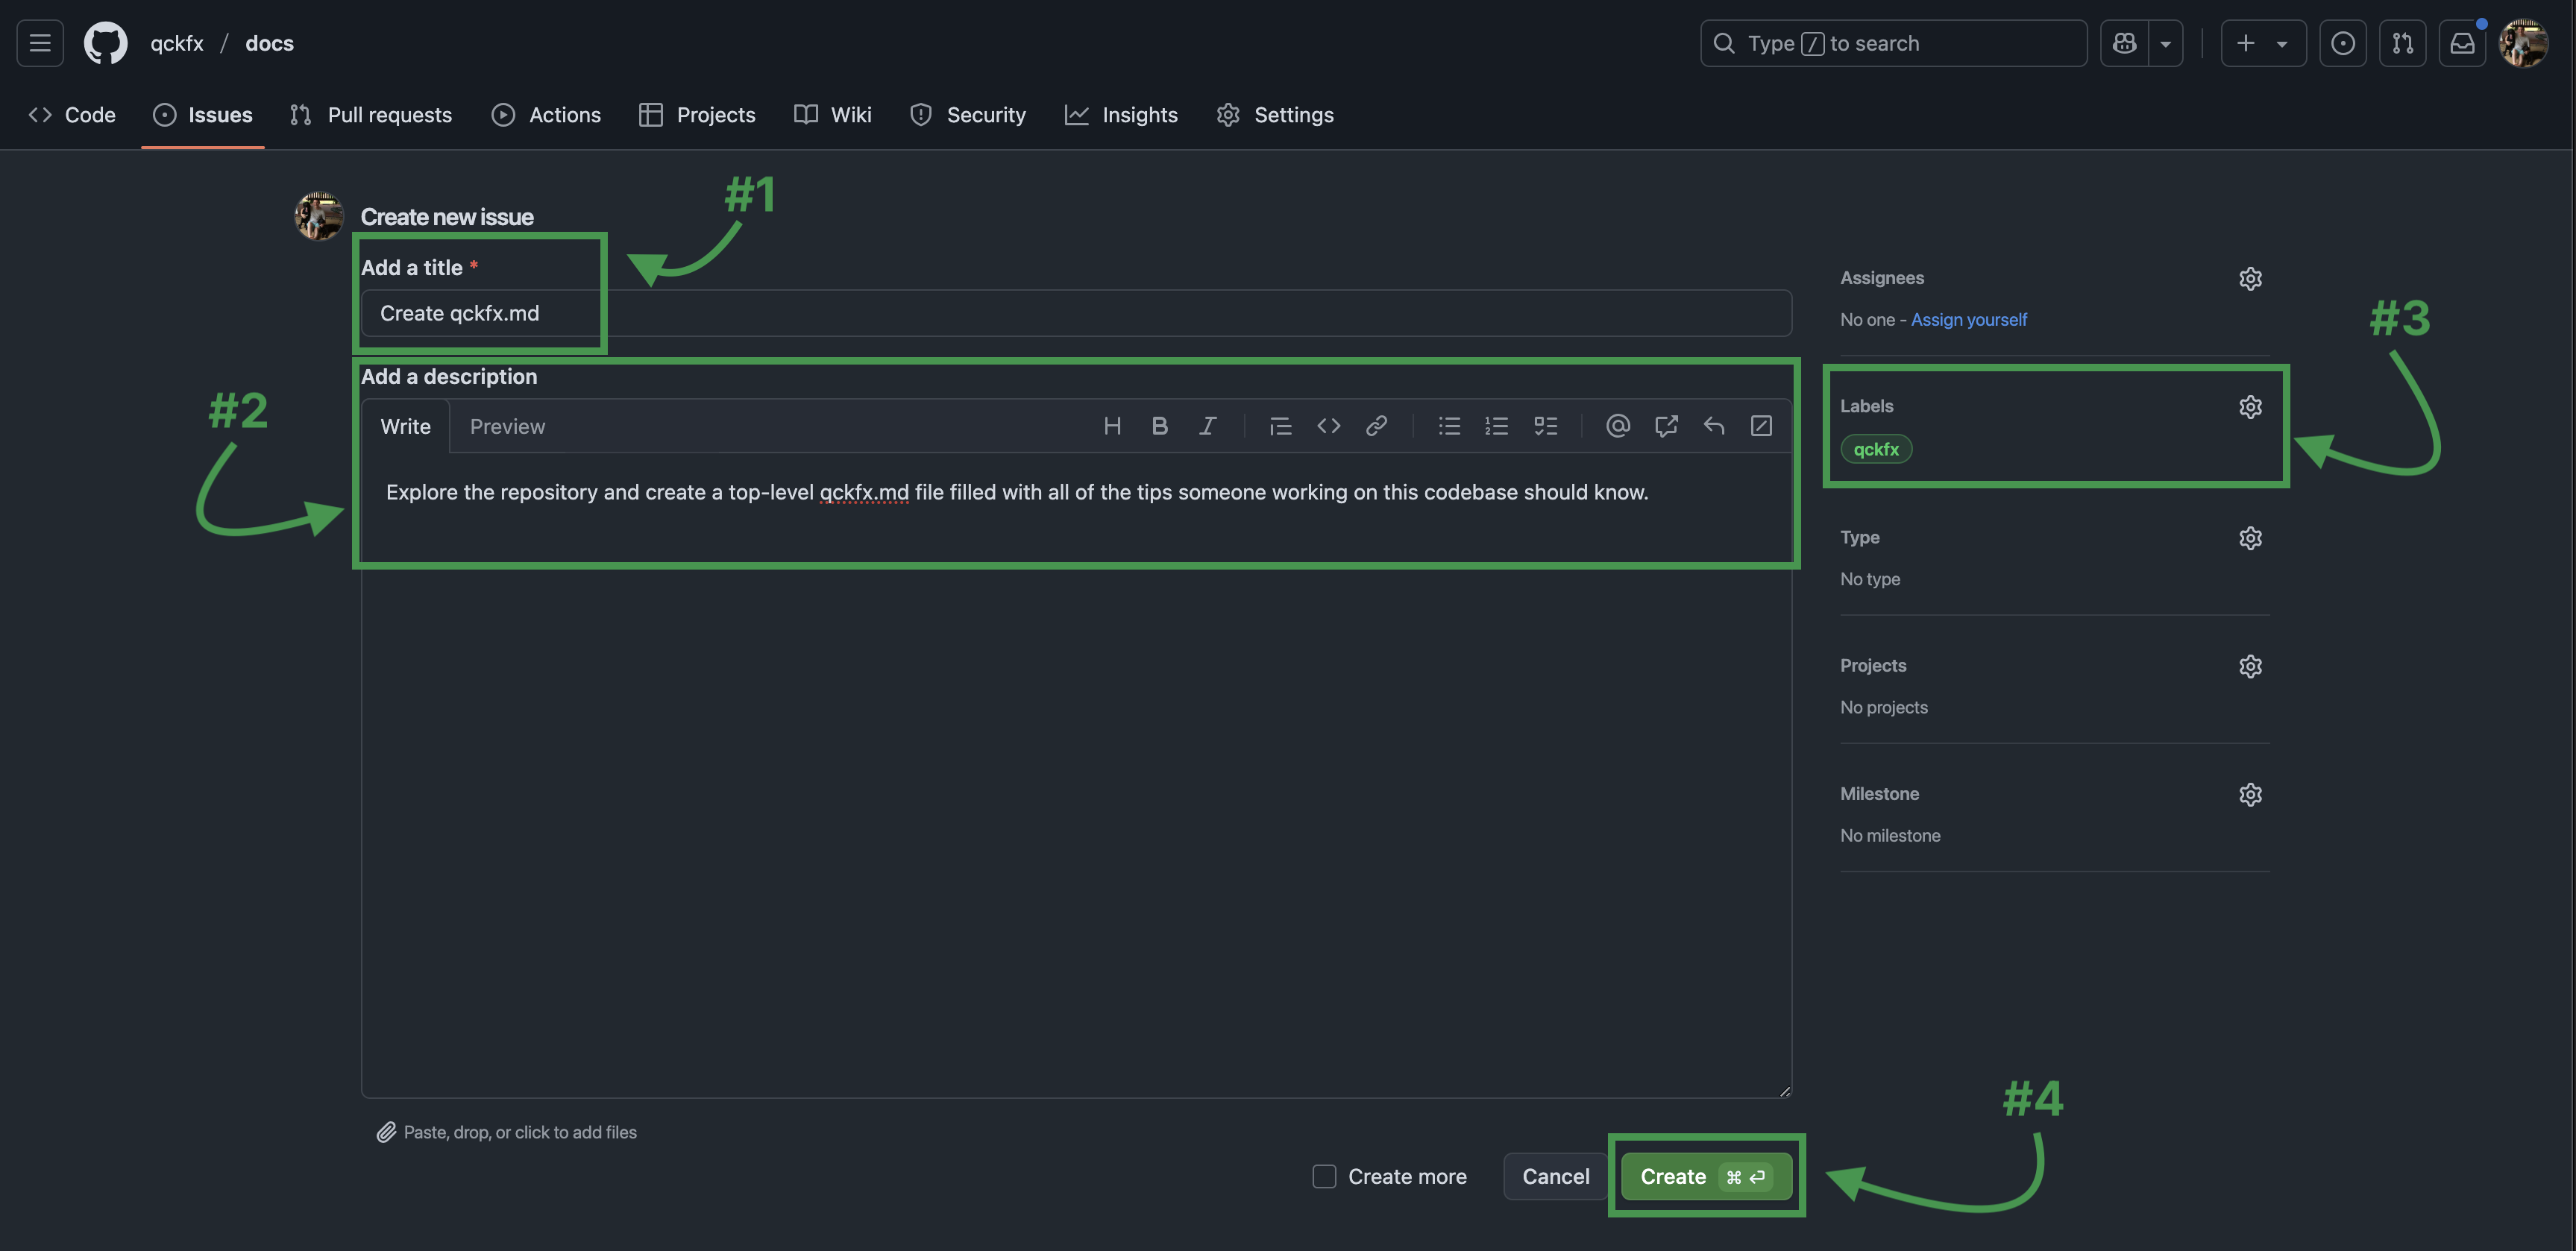 qckfx / docs
Type / to search
Code Issues Pull requests Actions Projects Wiki Security Insights Settings
#1
Create new issue
Add a title *
Create qckfx.md
#2
Add a description
Write Preview
Explore the repository and create a top-level qckfx.md file filled with all of the tips someone working on this codebase should know.
Paste, drop, or click to add files
Create more Cancel Create ⌘ ⏎
#4
Assignees
No one - Assign yourself
#3
Labels
qckfx
Type
No type
Projects
No projects
Milestone
No milestone